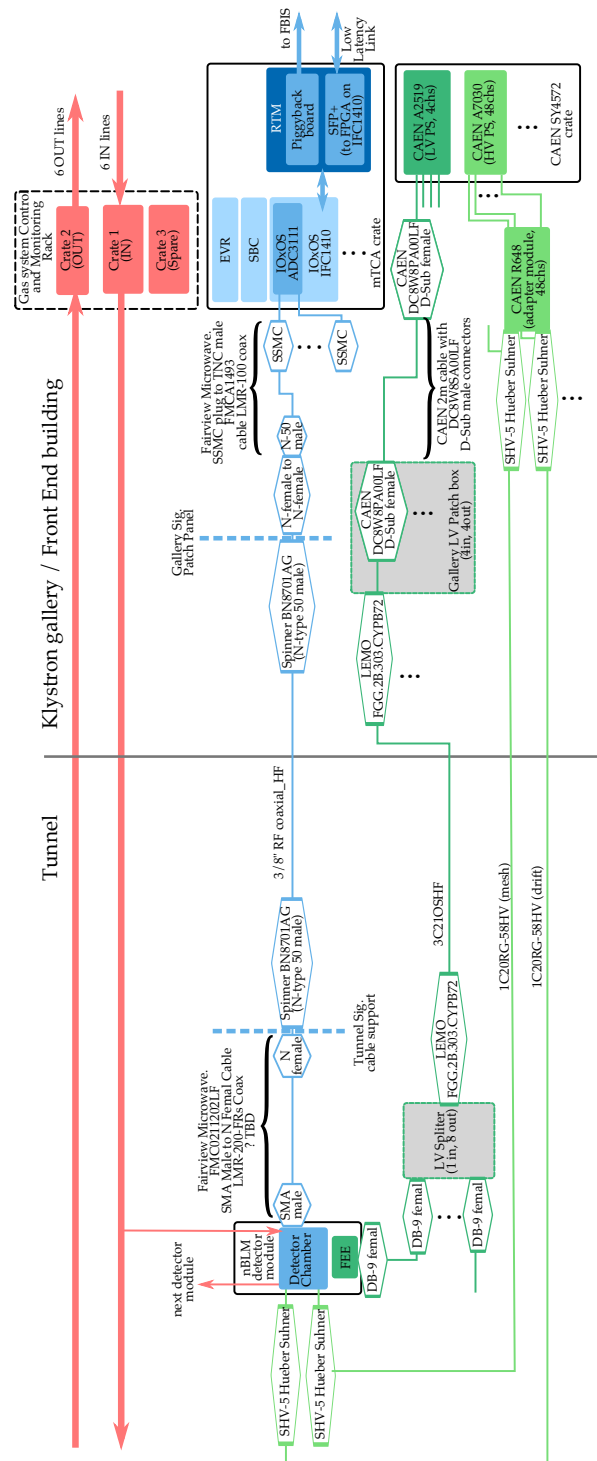 Tunnel
Klystron gallery / Front End building
Gas system Control
and Monitoring
Rack
Crate 2
(OUT)
Crate 1
(IN)
Crate 3
(Spare)
6 OUT lines
6 IN lines
next detector
module
nBLM
detector
module
Detector
Chamber
FEE
SMA
male
Fairview Microwave.
FMC0211202LF
SMA Male to N Femal Cable
LMR-200-FRs Coax
? TBD
N
female
Tunnel Sig.
cable support
Spinner BN8701AG
(N-type 50 male)
3/8" RF coaxial_HF
Spinner BN8701AG
(N-type 50 male)
Gallery Sig.
Patch Panel
N-female to
N-female
N-50
male
Fairview Microwave.
SSMC plug to TNC male
FMCA1493
cable LMR-100 coax
SSMC
SSMC
EVR
SBC
IOxOS
ADC3111
IOxOS
IFC1410
mTCA crate
RTM
Piggyback
board
SFP+
(to FPGA on
IFC1410)
to FBIS
Low
Latency
Link
DB-9 femal
DB-9 femal
DB-9 femal
LV Spliter
(1 in, 8 out)
LEMO
FGG.2B.303.CYPB72
3C21OSHF
LEMO
FGG.2B.303.CYPB72
CAEN
DC8W8PA00LF
D-Sub female
Gallery LV Patch box
(4in, 4out)
CAEN 2m cable with
DC8W8SA00LF
D-Sub male connectors
CAEN
DC8W8PA00LF
D-Sub female
CAEN A2519
(LV PS, 4chs)
CAEN A7030
(HV PS, 48chs)
CAEN SY4572
crate
SHV-5 Hueber Suhner
SHV-5 Hueber Suhner
1C20RG-58HV (mesh)
1C20RG-58HV (drift)
SHV-5 Hueber Suhner
SHV-5 Hueber Suhner
CAEN R648
(adapter module,
48chs)